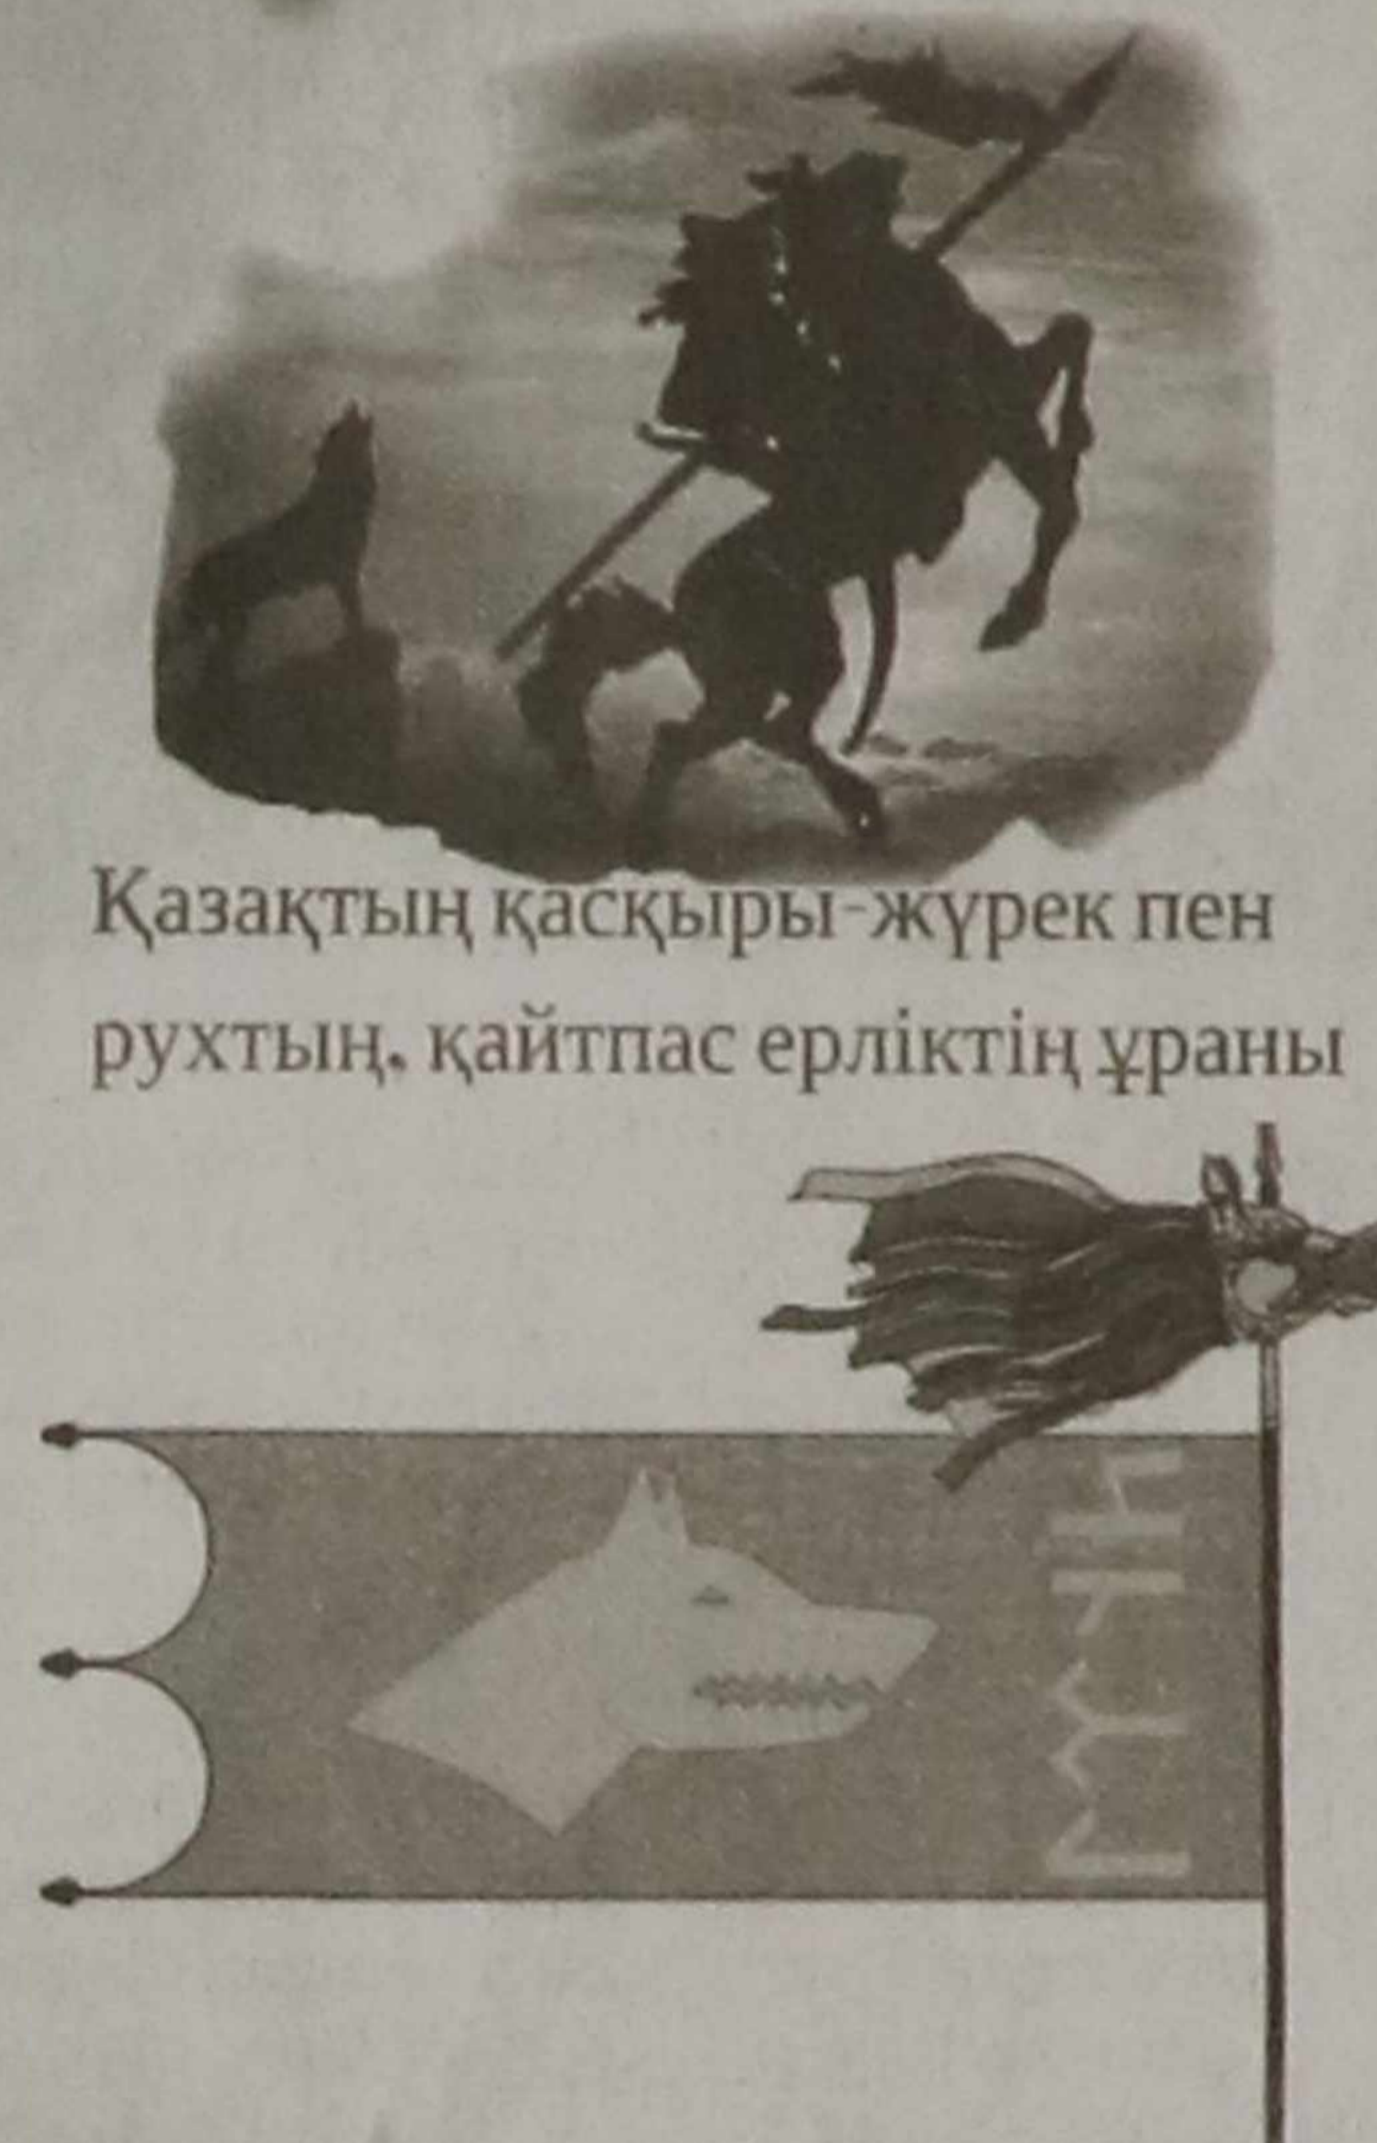 Қазақтың қасқыры-жүрек пен
рухтың, қайтпас ерліктің ұраны